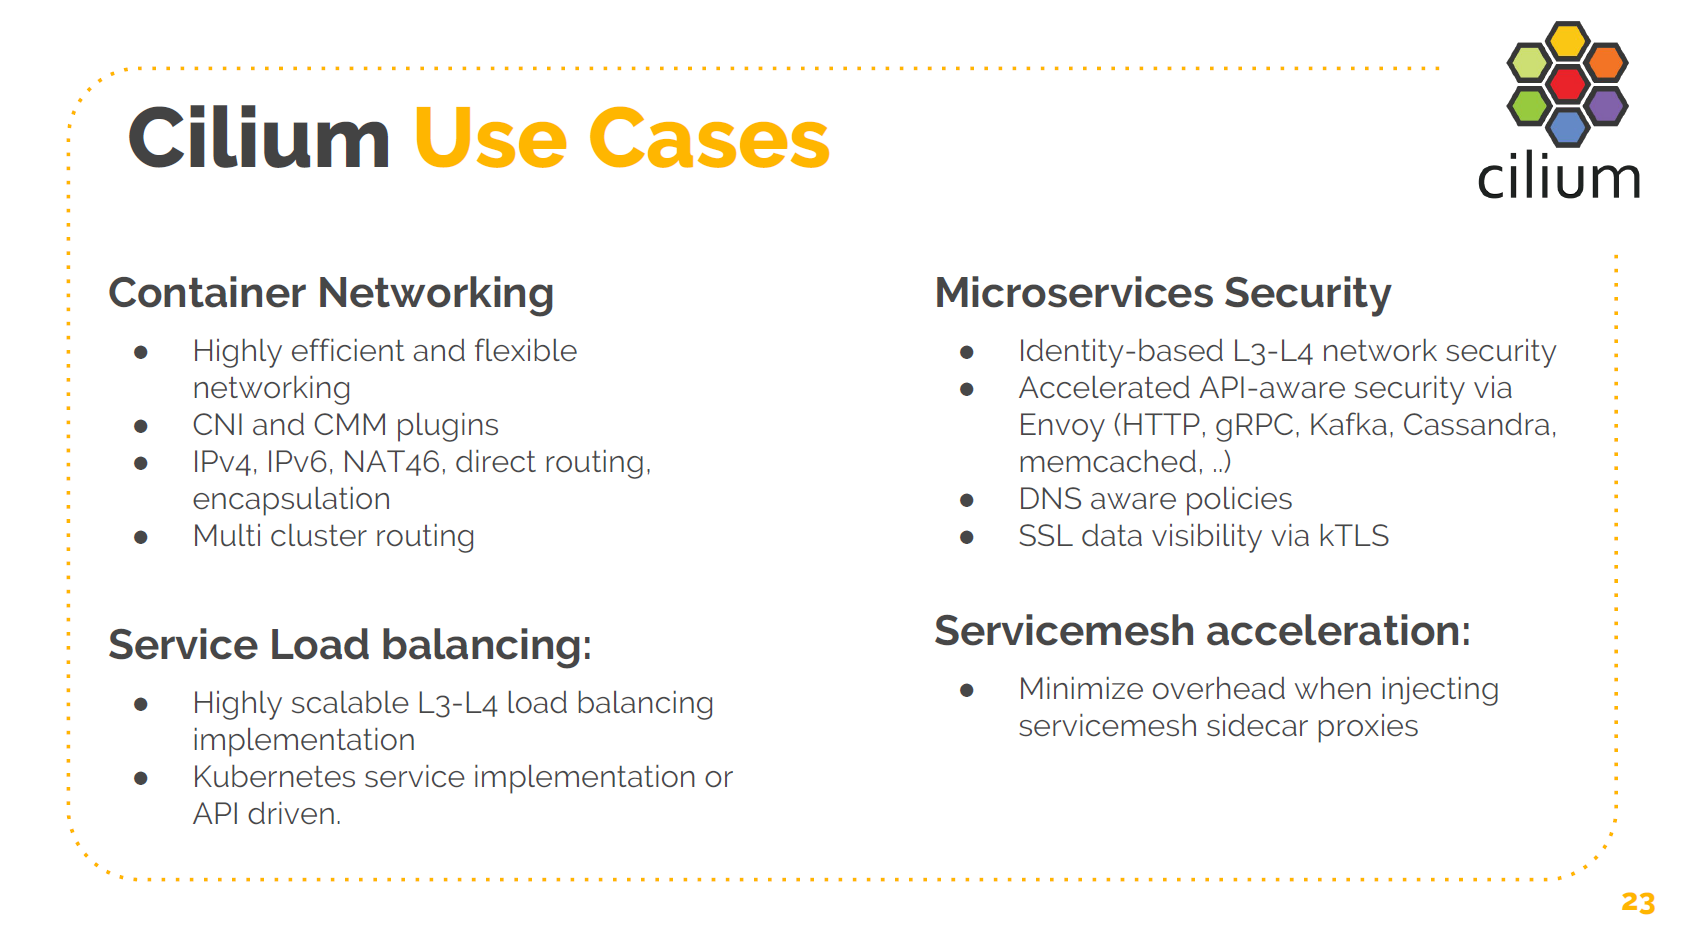 Cilium Use Cases
cilium
Container Networking
● Highly efficient and flexible
networking
● CNI and CMM plugins
● IPv4, IPv6, NAT46, direct routing,
encapsulation
● Multi cluster routing
Service Load balancing:
● Highly scalable L3-L4 load balancing
implementation
● Kubernetes service implementation or
API driven.
Microservices Security
● Identity-based L3-L4 network security
● Accelerated API-aware security via
Envoy (HTTP, gRPC, Kafka, Cassandra,
memcached, ..)
● DNS aware policies
● SSL data visibility via kTLS
Servicemesh acceleration:
● Minimize overhead when injecting
servicemesh sidecar proxies
23